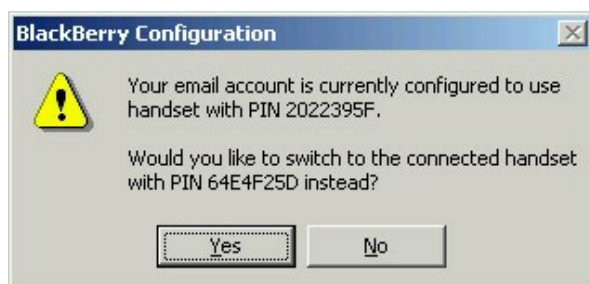 BlackBerry Configuration
Your email account is currently configured to use
handset with PIN 2022395F.
Would you like to switch to the connected handset
with PIN 64E4F25D instead?
Yes
No